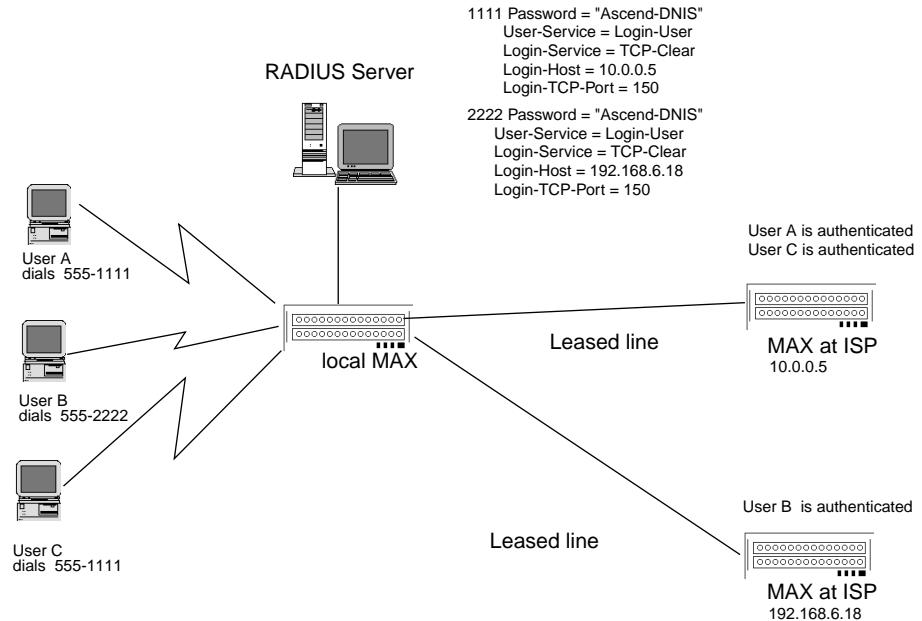 1111 Password = "Ascend-DNIS"
User-Service = Login-User
Login-Service = TCP-Clear
Login-Host = 10.0.0.5
Login-TCP-Port = 150
2222 Password = "Ascend-DNIS"
User-Service = Login-User
Login-Service = TCP-Clear
Login-Host = 192.168.6.18
Login-TCP-Port = 150
RADIUS Server
User A
dials 555-1111
User B
dials 555-2222
User C
dials 555-1111
local MAX
Leased line
Leased line
User A is authenticated
User C is authenticated
MAX at ISP
10.0.0.5
User B is authenticated
MAX at ISP
192.168.6.18